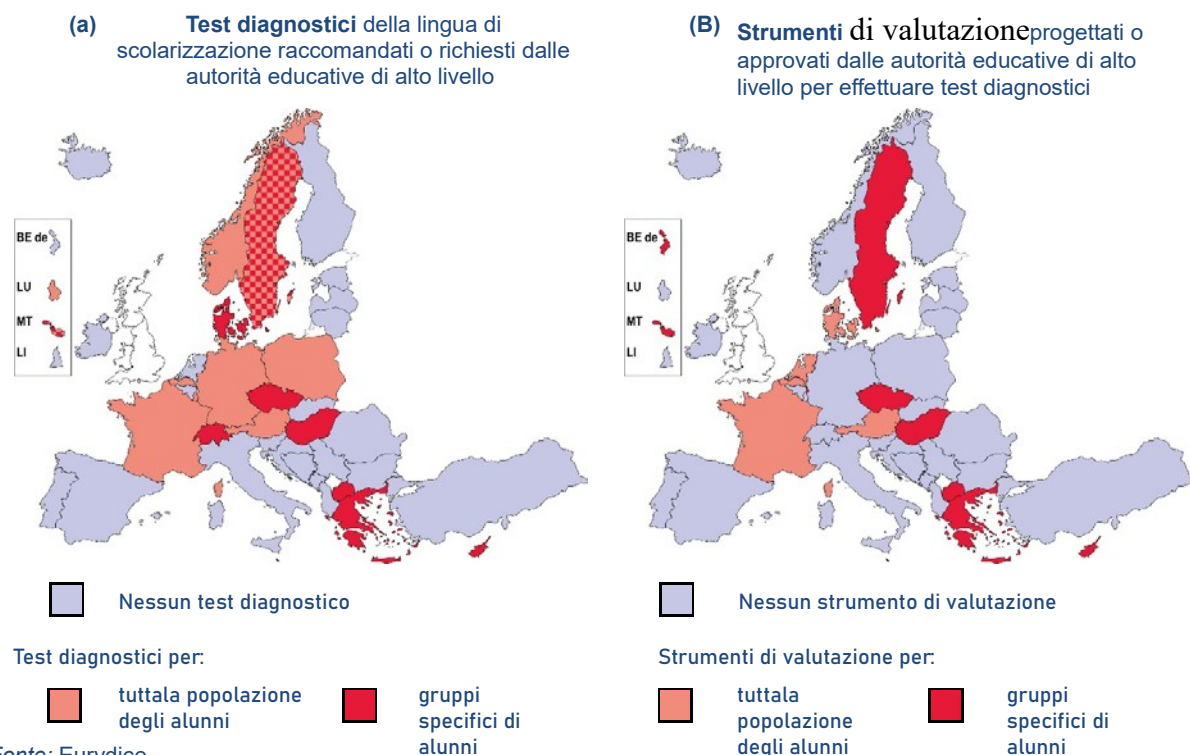 (a) Test diagnostici della lingua di
scolarizzazione raccomandati o richiesti dalle
autorità educative di alto livello
(B) Strumenti di valutazioneprogettati o
approvati dalle autorità educative di alto
livello per effettuare test diagnostici
BE de
LU
MT
LI
BE de
LU
MT
LI
Nessun test diagnostico
Test diagnostici per:
tuttala popolazione
degli alunni
gruppi
specifici di
alunni
Nessun strumento di valutazione
Strumenti di valutazione per:
tuttala
popolazione
degli alunni
gruppi
specifici di
alunni
Fonte: Eurydice